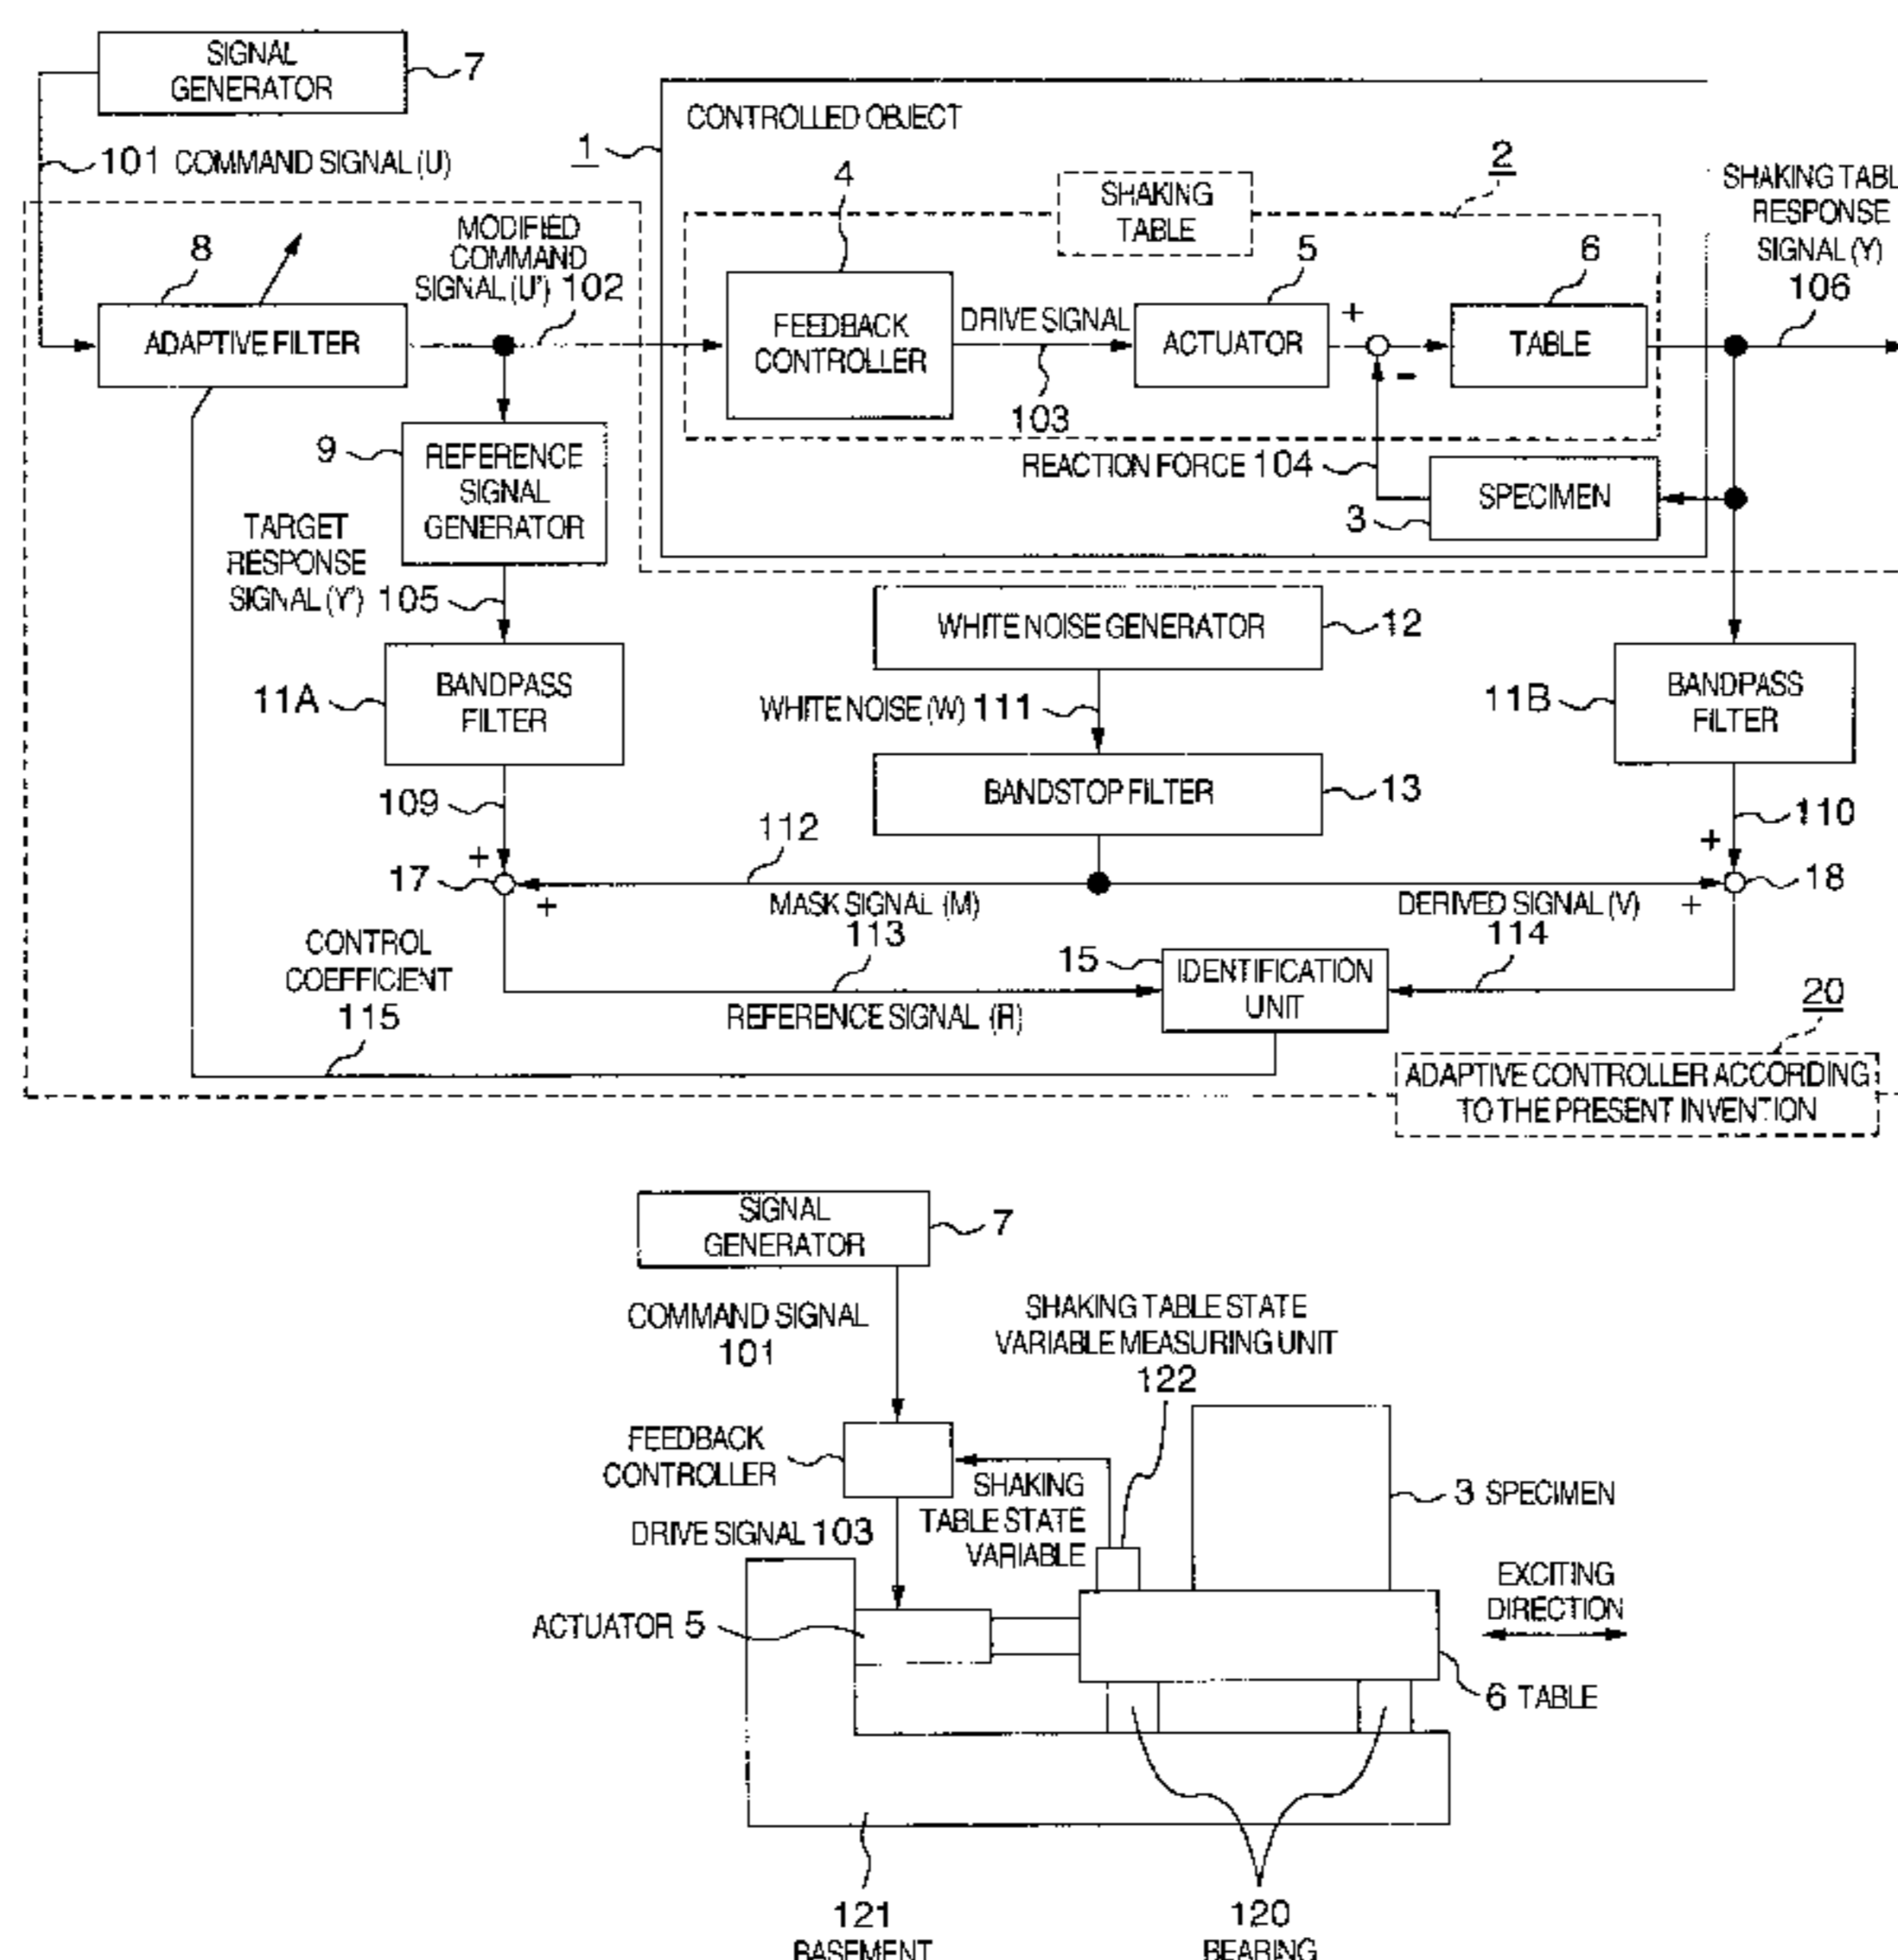 SIGNAL
GENERATOR
7
101 COMMAND SIGNAL (U)
CONTROLLED OBJECT
1
2
SHAKING
TABLE
SHAKING TABL
RESPONSE
SIGNAL (Y)
106
8
MODIFIED
COMMAND
SIGNAL (U') 102
4
5
6
ADAPTIVE FILTER
FEEDBACK
CONTROLLER
DRIVE SIGNAL
103
ACTUATOR
+
-
TABLE
9
REFERENCE
SIGNAL
GENERATOR
REACTION FORCE 104
SPECIMEN
3
TARGET
RESPONSE
SIGNAL (Y') 105
WHITE NOISE GENERATOR
12
11A
BANDPASS
FILTER
WHITE NOISE (W) 111
11B
BANDPASS
FILTER
BANDSTOP FILTER
13
109
112
110
+
+
17
18
+
MASK SIGNAL (M)
DERIVED SIGNAL (V)
+
113
114
CONTROL
COEFFICIENT
115
15
IDENTIFICATION
UNIT
REFERENCE SIGNAL (R)
20
ADAPTIVE CONTROLLER ACCORDING
TO THE PRESENT INVENTION
SIGNAL
GENERATOR
7
COMMAND SIGNAL
101
SHAKING TABLE STATE
VARIABLE MEASURING UNIT
122
FEEDBACK
CONTROLLER
SHAKING
TABLE STATE
VARIABLE
3 SPECIMEN
DRIVE SIGNAL 103
EXCITING
DIRECTION
ACTUATOR 5
6 TABLE
121
BASEMENT
120
BEARING